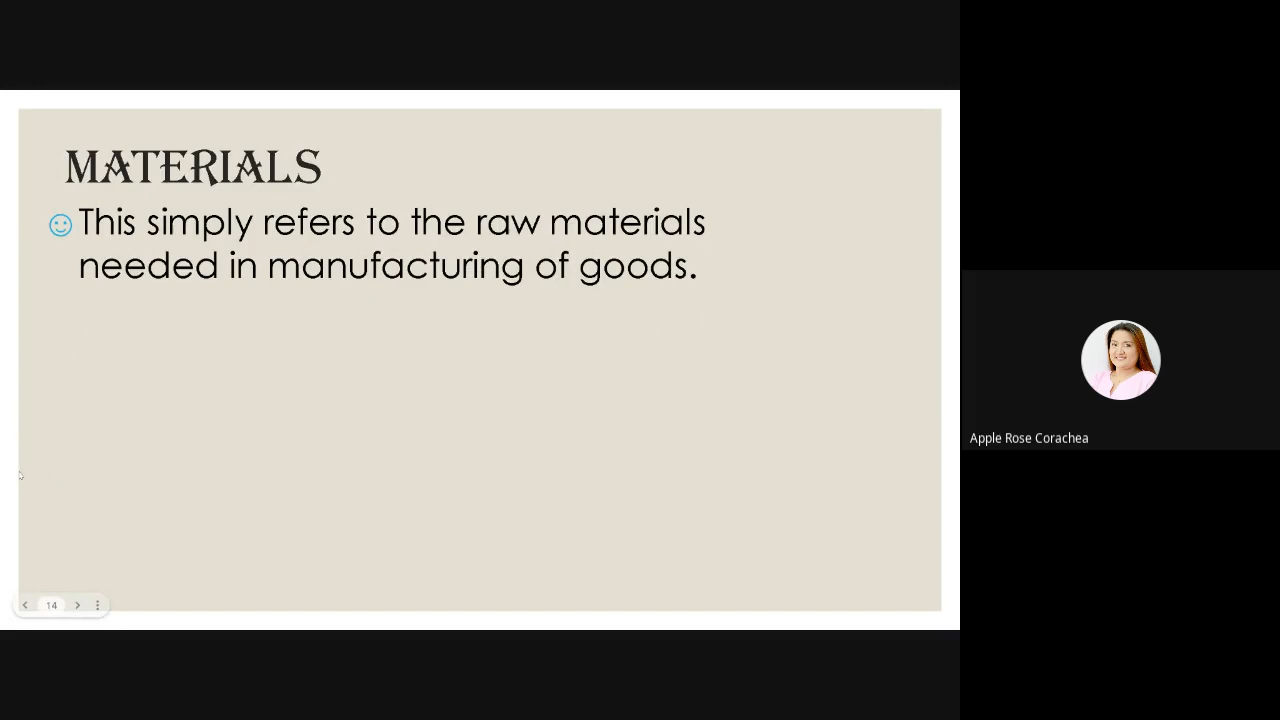 MATERIALS
This simply refers to the raw materials
needed in manufacturing of goods.
Apple Rose Corachea
14